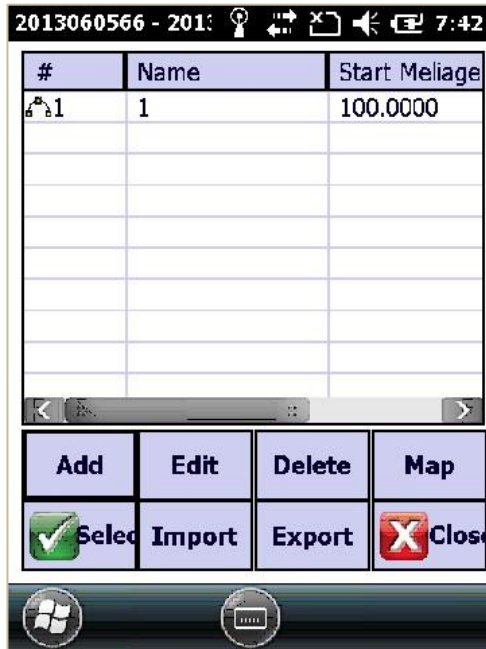 2013060566 - 201: 7:42
# Name Start Meliage
1 1 100.0000
Add Edit Delete Map
Selec Import Export Close